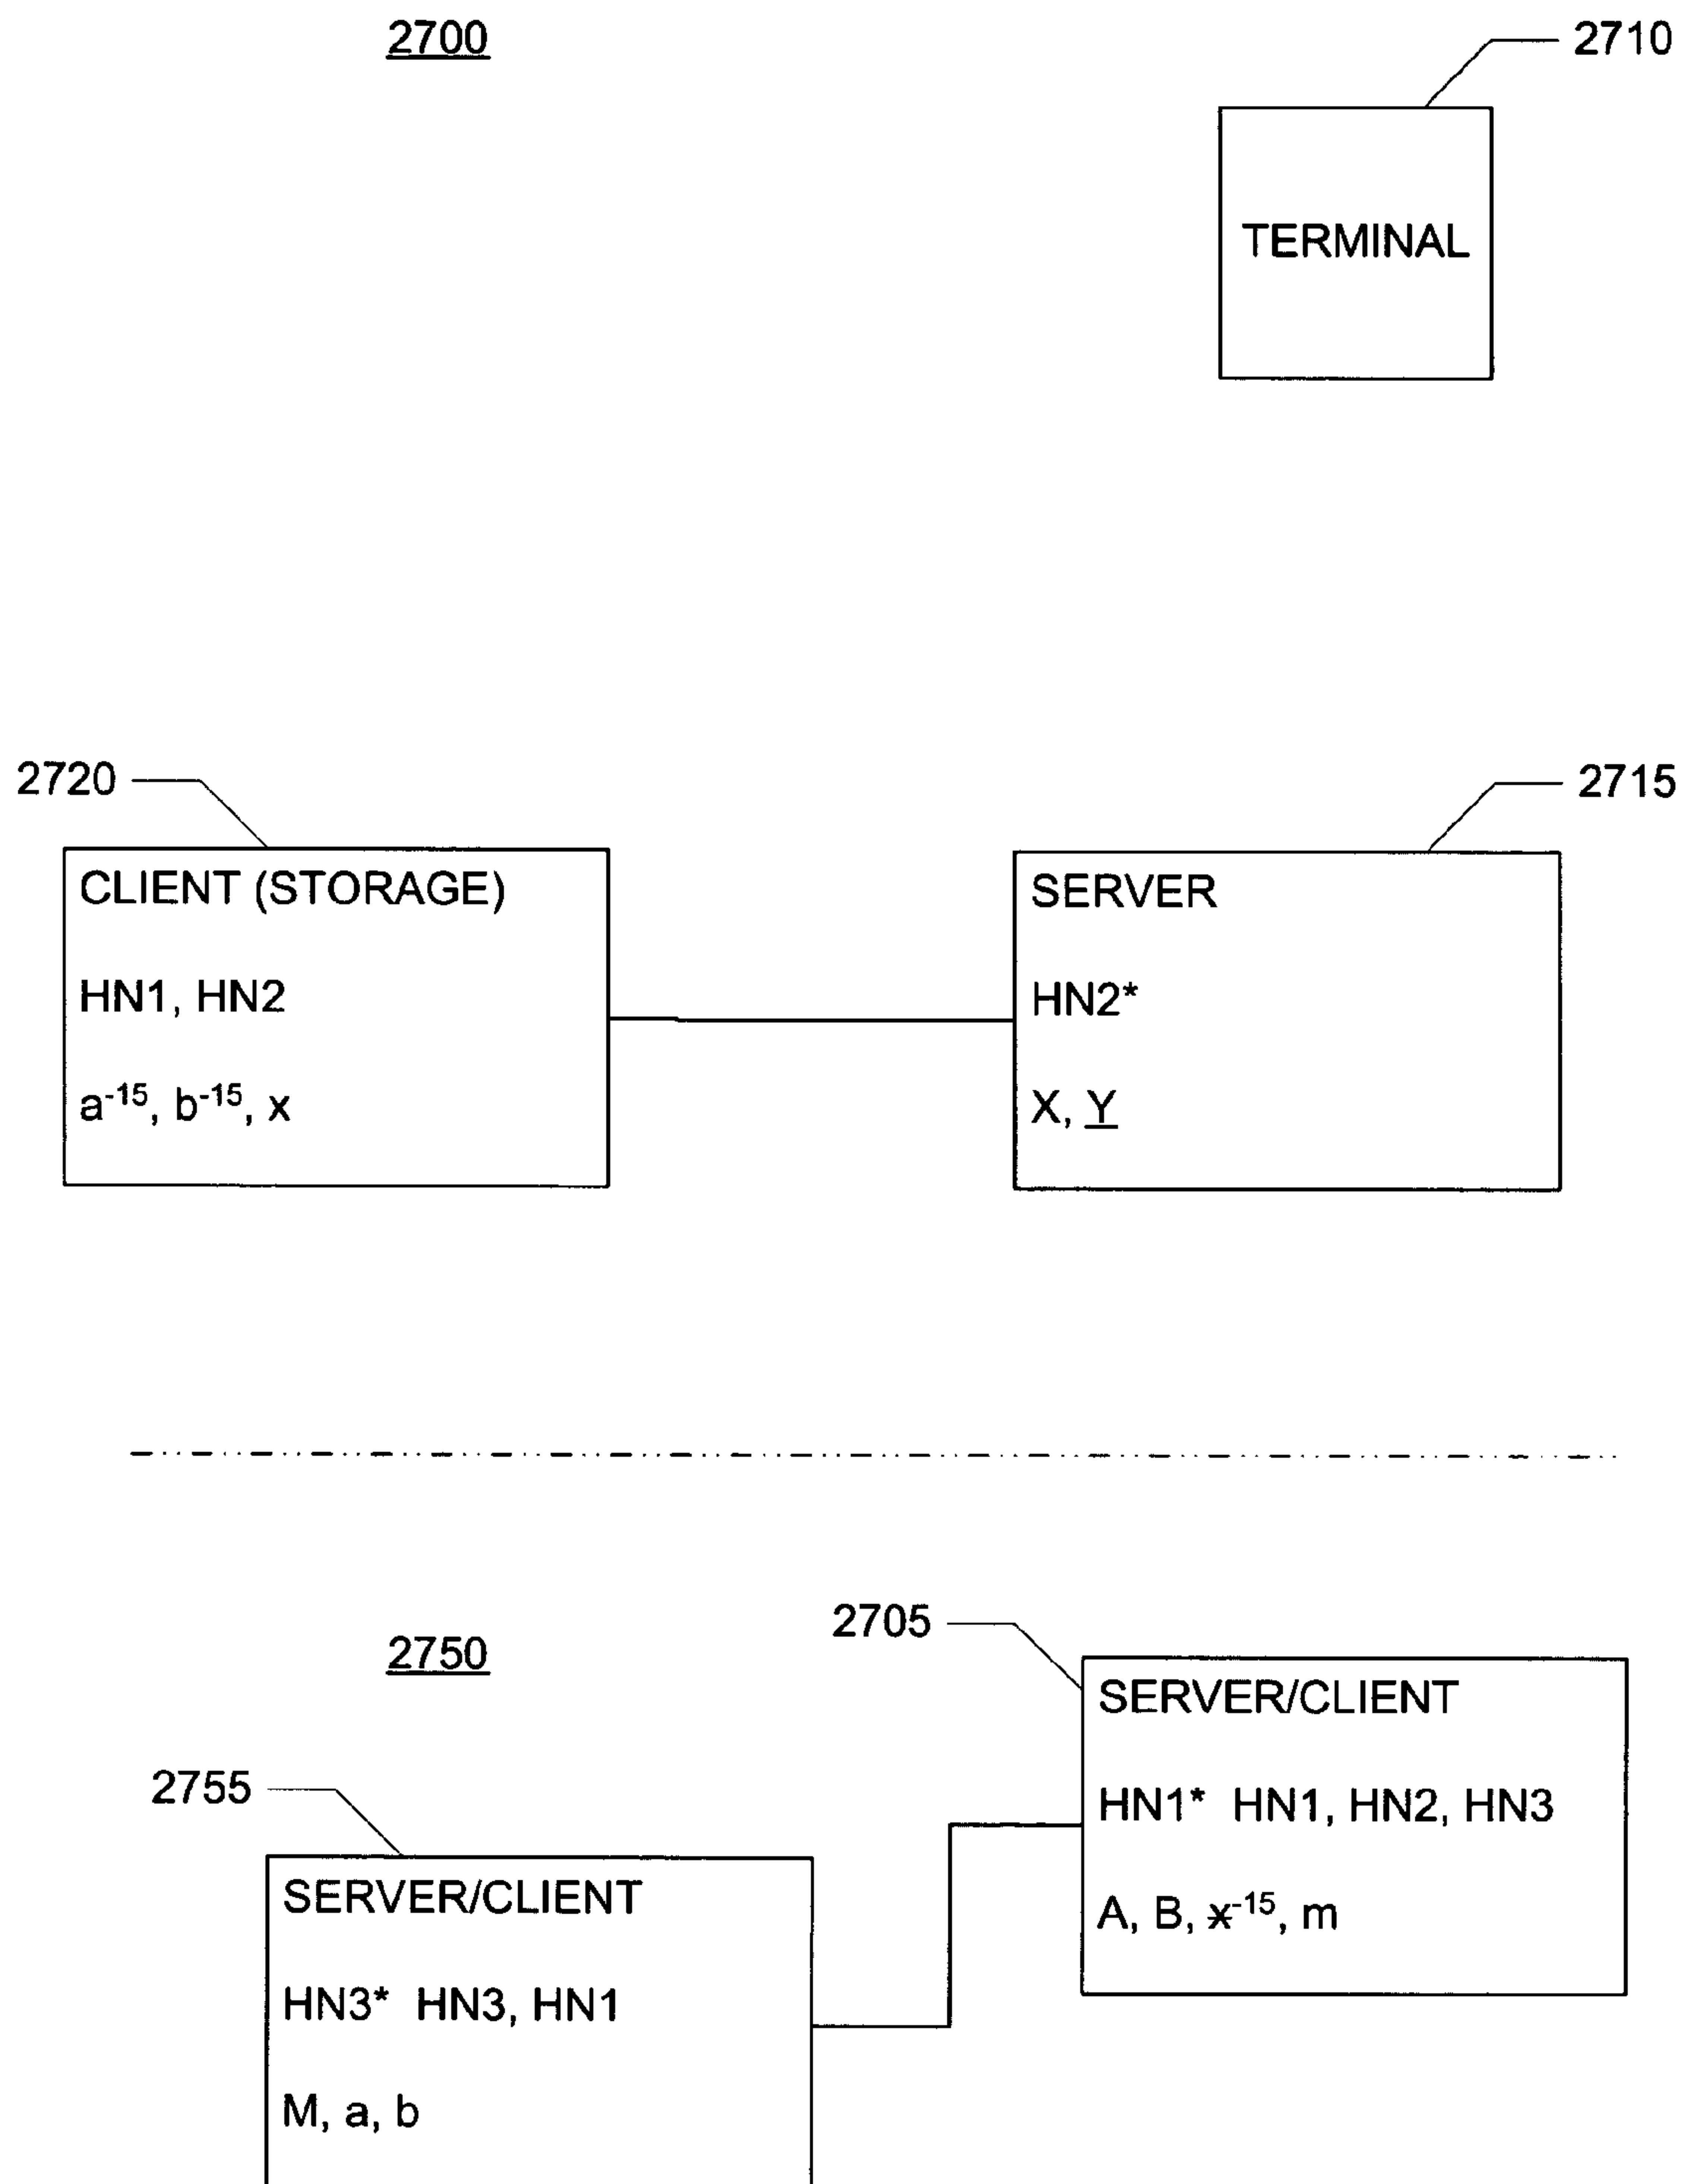 2700
2710
TERMINAL
2720
2715
CLIENT (STORAGE)
HN1, HN2
a⁻¹⁵, b⁻¹⁵, x
SERVER
HN2*
X, Y
2750
2705
SERVER/CLIENT
HN1* HN1, HN2, HN3
A, B, x̶⁻¹⁵, m
2755
SERVER/CLIENT
HN3* HN3, HN1
M, a, b